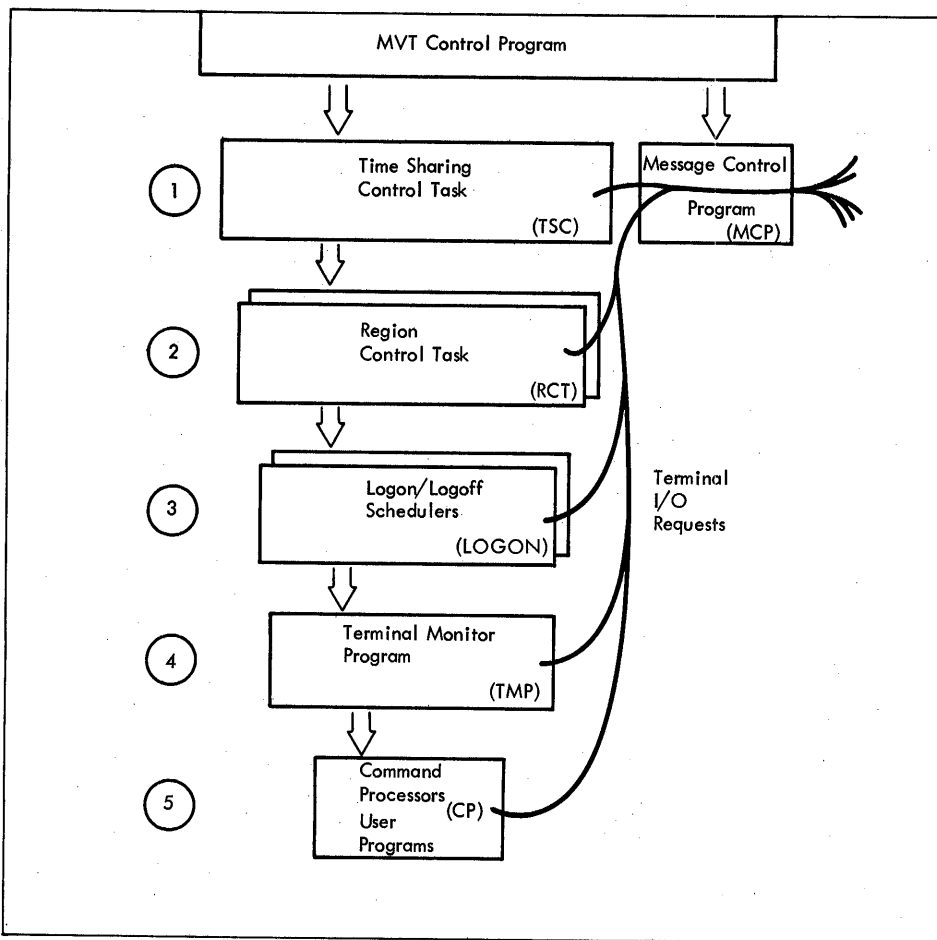 MVT Control Program
1
Time Sharing
Control Task
(TSC)
Message Control
Program
(MCP)
2
Region
Control Task
(RCT)
3
Logon/Logoff
Schedulers
(LOGON)
Terminal
I/O
Requests
4
Terminal Monitor
Program
(TMP)
5
Command
Processors
(CP)
User
Programs